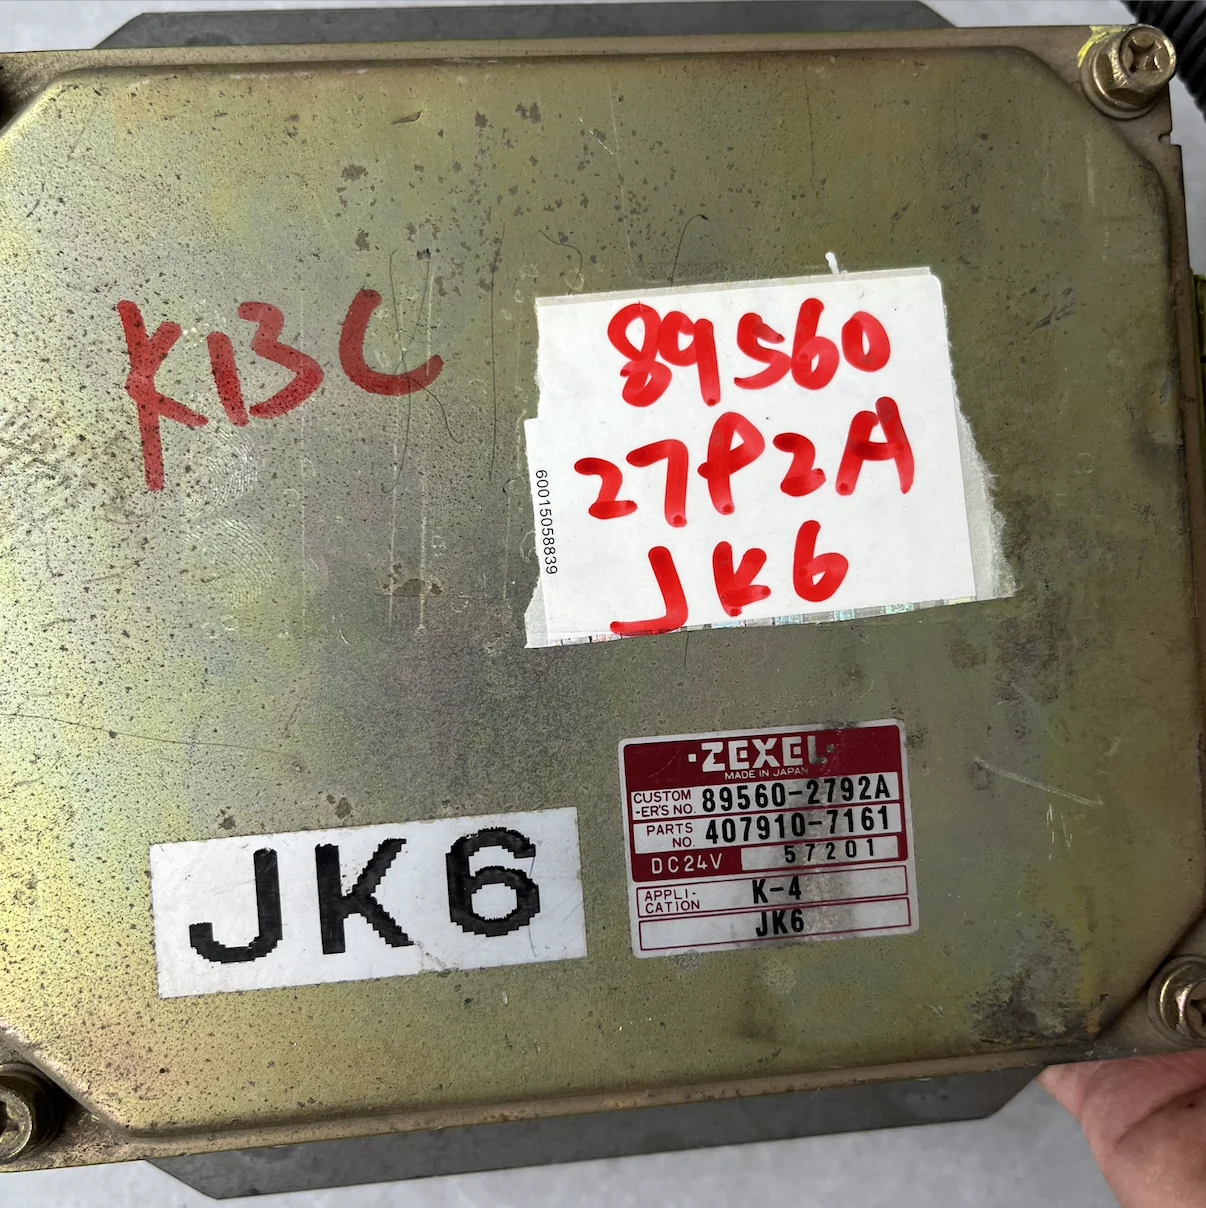 K13C
89560
2792A
JK6
60015058839
·ZEXEL·
MADE IN JAPAN
CUSTOM
-ER'S NO. 89560-2792A
PARTS
NO. 407910-7161
DC24V 57201
APPLI-
CATION K-4
JK6
JK6